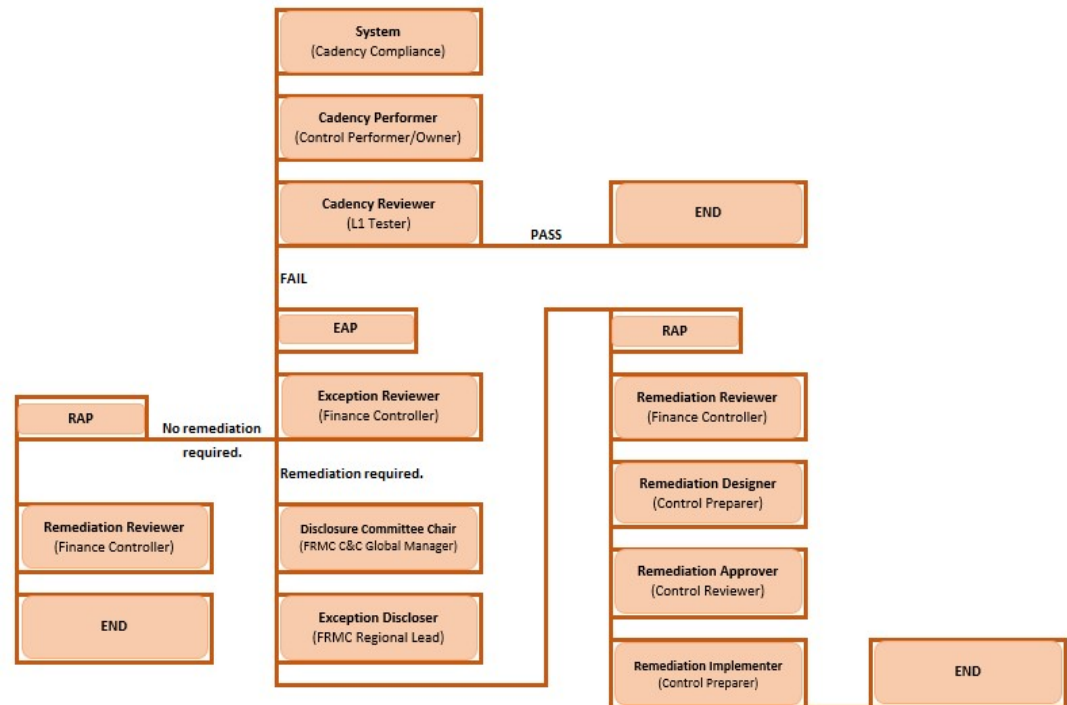 System
(Cadency Compliance)
Cadency Performer
(Control Performer/Owner)
Cadency Reviewer
(L1 Tester)
PASS
END
FAIL
EAP
Exception Reviewer
(Finance Controller)
No remediation
required.
RAP
Remediation Reviewer
(Finance Controller)
END
Remediation required.
Disclosure Committee Chair
(FRMC C&C Global Manager)
Exception Discloser
(FRMC Regional Lead)
RAP
Remediation Reviewer
(Finance Controller)
Remediation Designer
(Control Preparer)
Remediation Approver
(Control Reviewer)
Remediation Implementer
(Control Preparer)
END